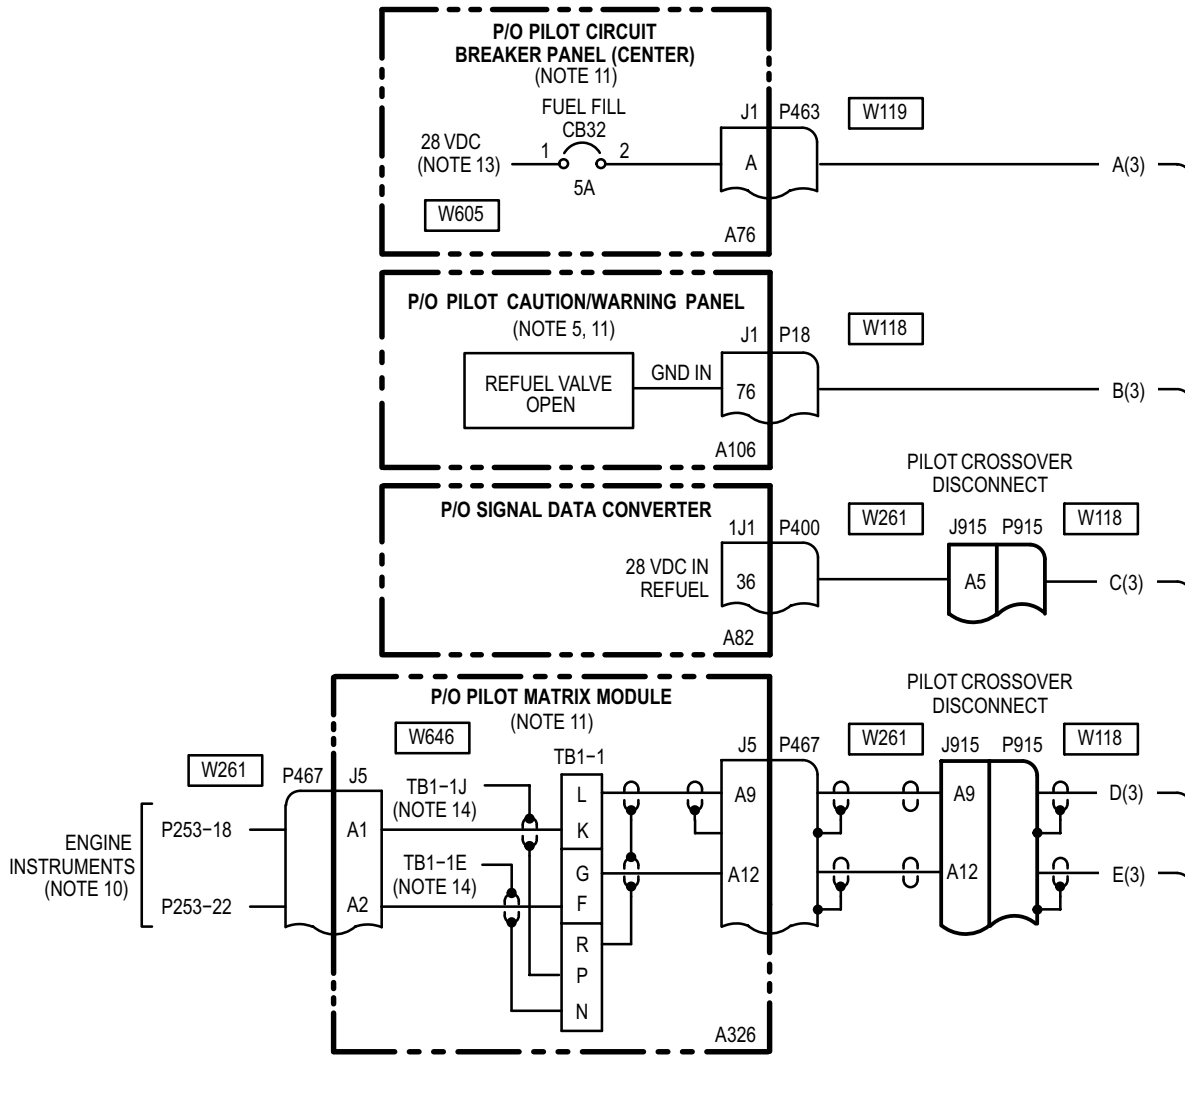 P/O PILOT CIRCUIT
BREAKER PANEL (CENTER)
(NOTE 11)
FUEL FILL
CB32
28 VDC
(NOTE 13)
1
2
5A
W605
J1
P463
W119
A
A(3)
A76
P/O PILOT CAUTION/WARNING PANEL
(NOTE 5, 11)
REFUEL VALVE
OPEN
GND IN
J1
P18
W118
76
B(3)
A106
P/O SIGNAL DATA CONVERTER
28 VDC IN
REFUEL
1J1
P400
36
A82
W261
PILOT CROSSOVER
DISCONNECT
J915
P915
W118
A5
C(3)
P/O PILOT MATRIX MODULE
(NOTE 11)
W646
W261
P467
J5
ENGINE
INSTRUMENTS
(NOTE 10)
P253−18
P253−22
A1
A2
TB1−1J
(NOTE 14)
TB1−1E
(NOTE 14)
TB1−1
L
K
G
F
R
P
N
J5
P467
A9
A12
A326
W261
PILOT CROSSOVER
DISCONNECT
J915
P915
W118
A9
A12
D(3)
E(3)